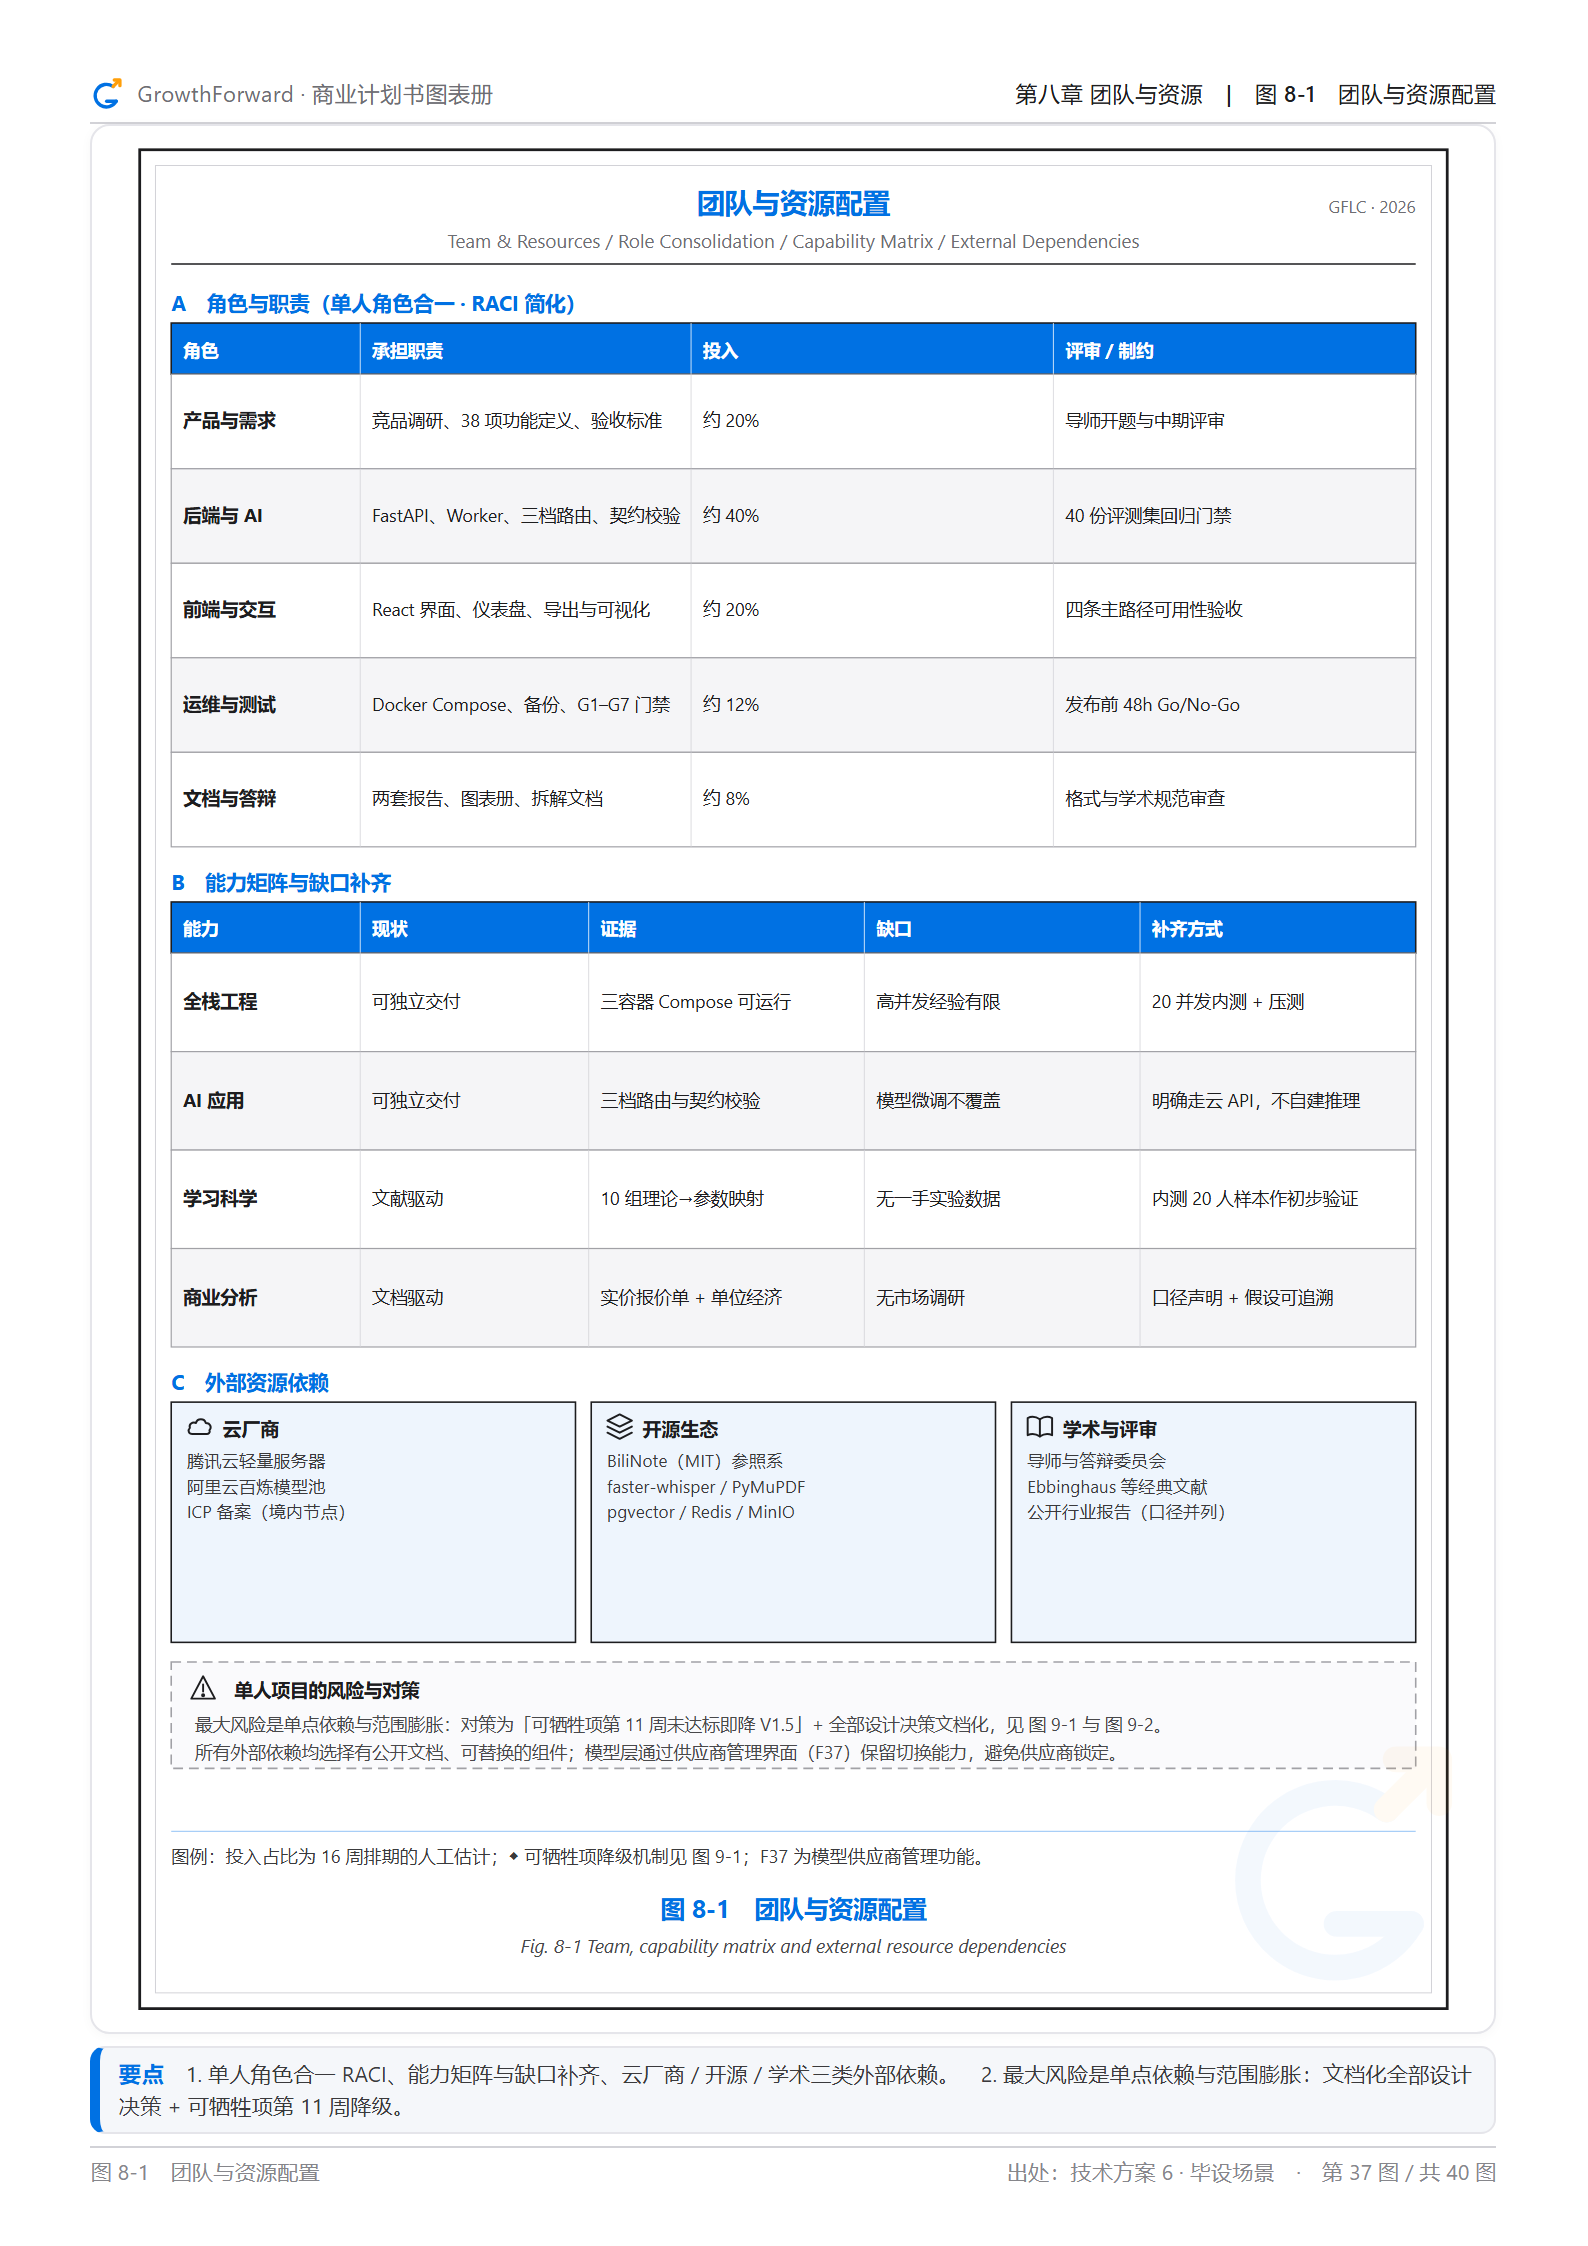 GrowthForward · 商业计划书图表册
第八章 团队与资源 | 图 8-1 团队与资源配置
团队与资源配置
GFLC · 2026
Team & Resources / Role Consolidation / Capability Matrix / External Dependencies
A 角色与职责（单人角色合一 · RACI 简化）
角色 承担职责 投入 评审 / 制约
产品与需求 竞品调研、38 项功能定义、验收标准 约 20% 导师开题与中期评审
后端与 AI FastAPI、Worker、三档路由、契约校验 约 40% 40 份评测集回归门禁
前端与交互 React 界面、仪表盘、导出与可视化 约 20% 四条主路径可用性验收
运维与测试 Docker Compose、备份、G1–G7 门禁 约 12% 发布前 48h Go/No-Go
文档与答辩 两套报告、图表册、拆解文档 约 8% 格式与学术规范审查
B 能力矩阵与缺口补齐
能力 现状 证据 缺口 补齐方式
全栈工程 可独立交付 三容器 Compose 可运行 高并发经验有限 20 并发内测 + 压测
AI 应用 可独立交付 三档路由与契约校验 模型微调不覆盖 明确走云 API，不自建推理
学习科学 文献驱动 10 组理论→参数映射 无一手实验数据 内测 20 人样本作初步验证
商业分析 文档驱动 实价报价单 + 单位经济 无市场调研 口径声明 + 假设可追溯
C 外部资源依赖
云厂商
腾讯云轻量服务器
阿里云百炼模型池
ICP 备案（境内节点）
开源生态
BiliNote（MIT）参照系
faster-whisper / PyMuPDF
pgvector / Redis / MinIO
学术与评审
导师与答辩委员会
Ebbinghaus 等经典文献
公开行业报告（口径并列）
单人项目的风险与对策
最大风险是单点依赖与范围膨胀：对策为「可牺牲项第 11 周未达标即降 V1.5」+ 全部设计决策文档化，见 图 9-1 与 图 9-2。
所有外部依赖均选择有公开文档、可替换的组件；模型层通过供应商管理界面（F37）保留切换能力，避免供应商锁定。
图例：投入占比为 16 周排期的人工估计；◆ 可牺牲项降级机制见 图 9-1；F37 为模型供应商管理功能。
图 8-1 团队与资源配置
Fig. 8-1 Team, capability matrix and external resource dependencies
要点 1. 单人角色合一 RACI、能力矩阵与缺口补齐、云厂商 / 开源 / 学术三类外部依赖。 2. 最大风险是单点依赖与范围膨胀：文档化全部设计
决策 + 可牺牲项第 11 周降级。
图 8-1 团队与资源配置
出处：技术方案 6 · 毕设场景 · 第 37 图 / 共 40 图